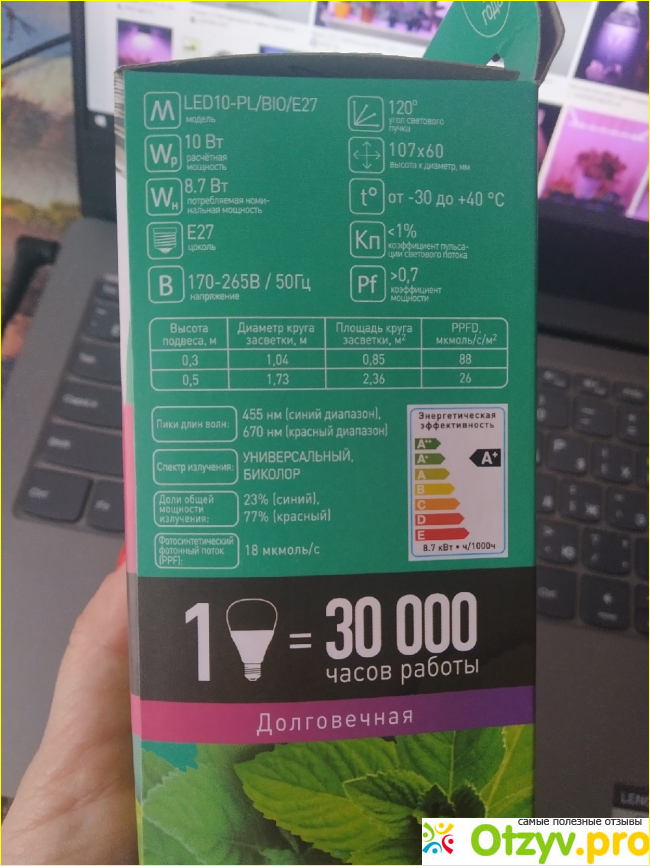 года
M LED10-PL/BIO/E27
модель
Wp 10 Вт
расчётная
мощность
Wн 8.7 Вт
потребляемая номи-
нальная мощность
E27
цоколь
B 170-265В / 50Гц
напряжение
120°
угол светового
пучка
107x60
высота x диаметр, мм
t° от -30 до +40 °C
Кп <1%
коэффициент пульса-
ции светового потока
Pf >0,7
коэффициент
мощности
Высота подвеса, м Диаметр круга засветки, м Площадь круга засветки, м² PPFD, мкмоль/с/м²
0,3 1,04 0,85 88
0,5 1,73 2,36 26
Пики длин волн: 455 нм (синий диапазон),
670 нм (красный диапазон)
Спектр излучения: УНИВЕРСАЛЬНЫЙ,
БИКОЛОР
Доли общей
мощности
излучения:
23% (синий),
77% (красный)
Фотосинтетический
фотонный поток
(PPF):
18 мкмоль/с
Энергетическая
эффективность
A++
A+
A
B
C
D
E
A+
8.7 кВт • ч/1000ч
1 = 30 000
часов работы
Долговечная
LENO
самые полезные отзывы
Otzyv.pro